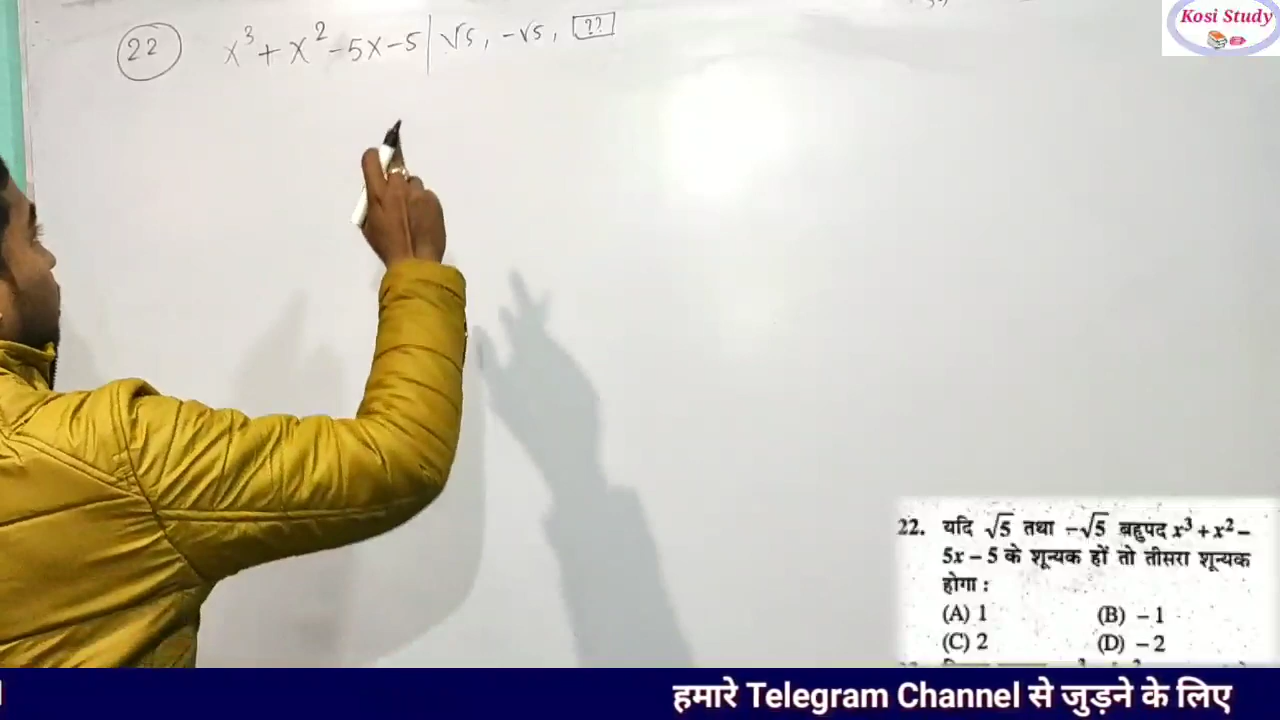 Kosi Study
22 x³ + x² - 5x - 5 | √5, -√5, ??
22. यदि √5 तथा -√5 बहुपद x³ + x² -
5x - 5 के शून्यक हों तो तीसरा शून्यक
होगा :
(A) 1 (B) - 1
(C) 2 (D) - 2
हमारे Telegram Channel से जुड़ने के लिए